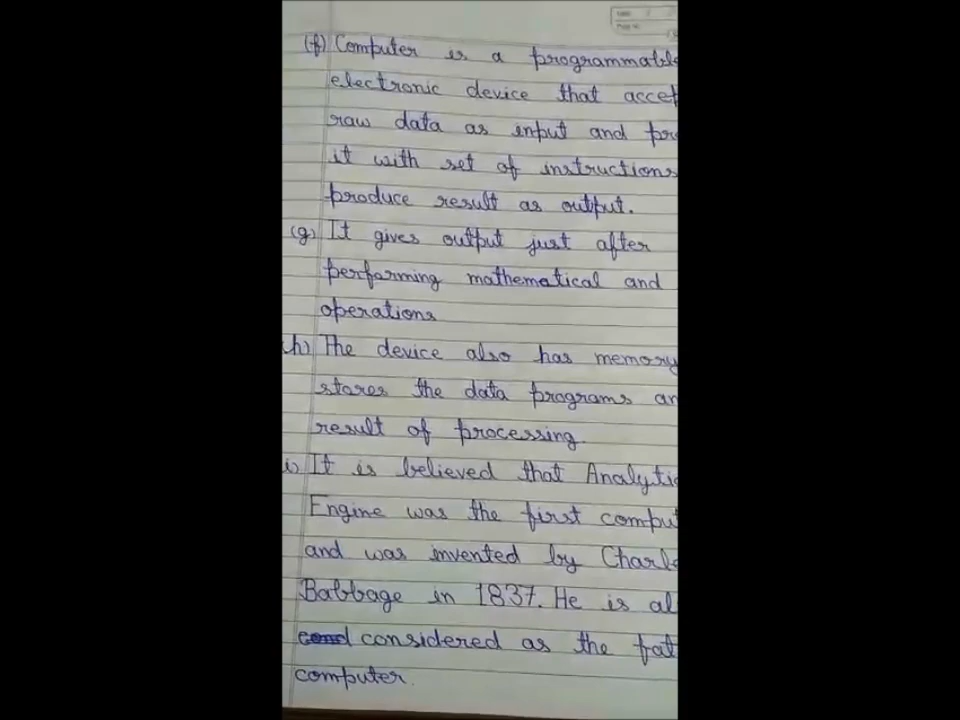 (f) Computer is a programmable
electronic device that accep
raw data as input and pro
it with set of instructions
produce result as output.
(g) It gives output just after
performing mathematical and
operations
(h) The device also has memory
stores the data programs an
result of processing.
i) It is believed that Analytic
Engine was the first comput
and was invented by Charle
Babbage in 1837. He is al
considered as the fat
computer.